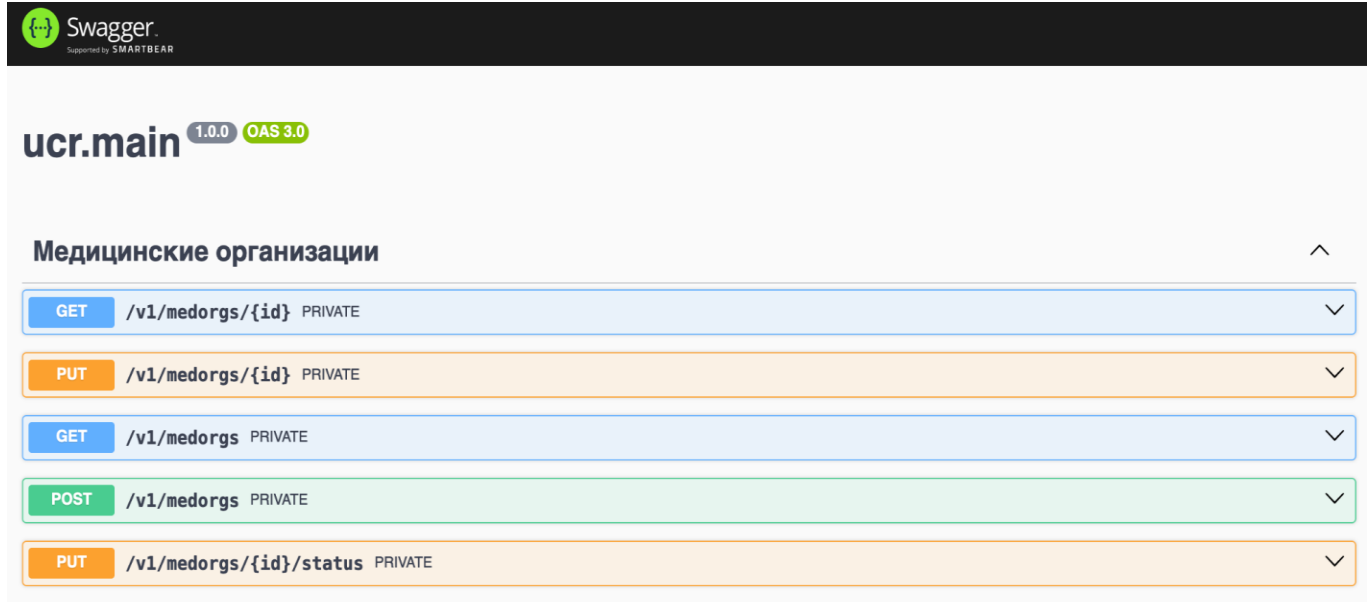 {···} Swagger.
Supported by SMARTBEAR
ucr.main 1.0.0 OAS 3.0
Медицинские организации
GET /v1/medorgs/{id} PRIVATE
PUT /v1/medorgs/{id} PRIVATE
GET /v1/medorgs PRIVATE
POST /v1/medorgs PRIVATE
PUT /v1/medorgs/{id}/status PRIVATE